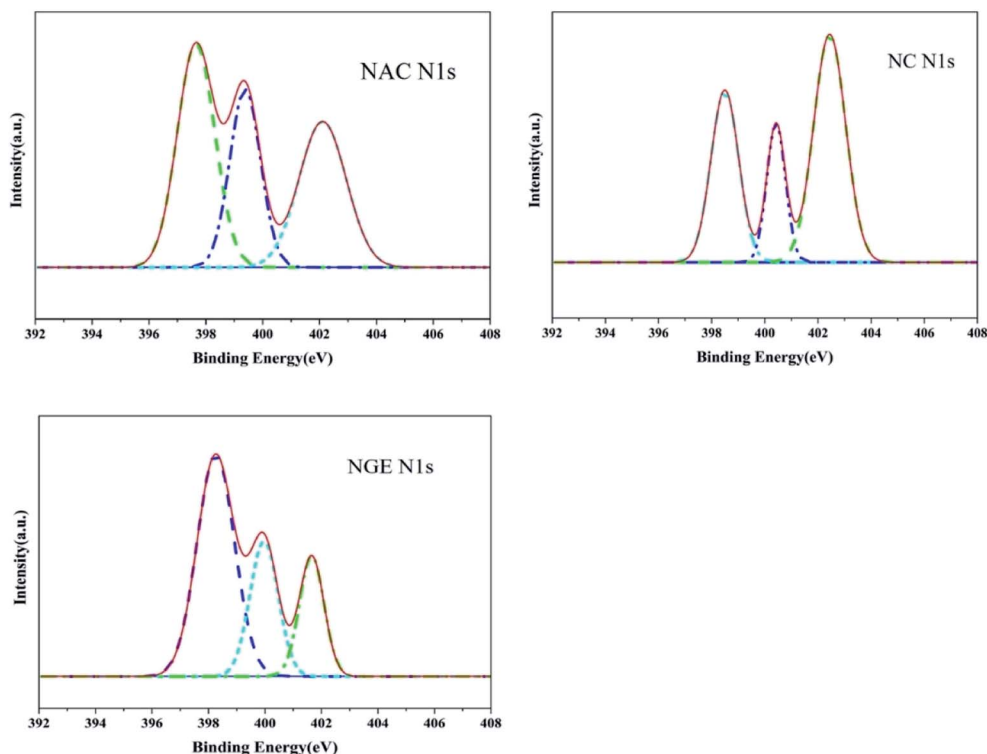 NAC N1s
Intensity(a.u.)
392 394 396 398 400 402 404 406 408
Binding Energy(eV)
NC N1s
Intensity(a.u.)
392 394 396 398 400 402 404 406 408
Binding Energy(eV)
NGE N1s
Intensity(a.u.)
392 394 396 398 400 402 404 406 408
Binding Energy(eV)